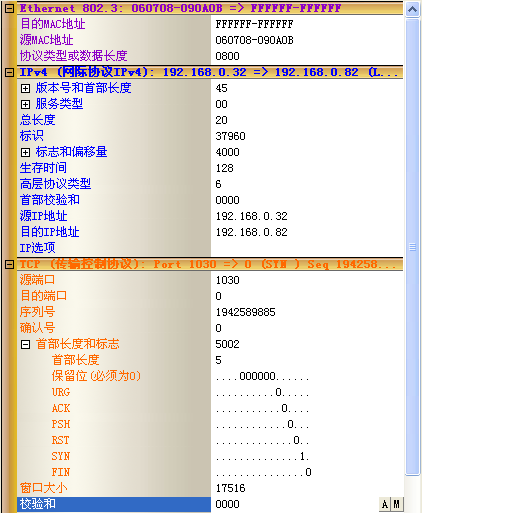 Ethernet 802.3: 060708-090A0B => FFFFFF-FFFFFF
目的MAC地址 FFFFFF-FFFFFF
源MAC地址 060708-090A0B
协议类型或数据长度 0800
IPv4 (网际协议IPv4): 192.168.0.32 => 192.168.0.82 (L...
版本号和首部长度 45
服务类型 00
总长度 20
标识 37960
标志和偏移量 4000
生存时间 128
高层协议类型 6
首部校验和 0000
源IP地址 192.168.0.32
目的IP地址 192.168.0.82
IP选项
TCP (传输控制协议): Port 1030 => 0 (SYN ) Seq 194258...
源端口 1030
目的端口 0
序列号 1942589885
确认号 0
首部长度和标志 5002
首部长度 5
保留位(必须为0) ....000000......
URG ..........0.....
ACK ...........0....
PSH ............0...
RST .............0..
SYN ..............1.
FIN ...............0
窗口大小 17516
校验和 0000 A M